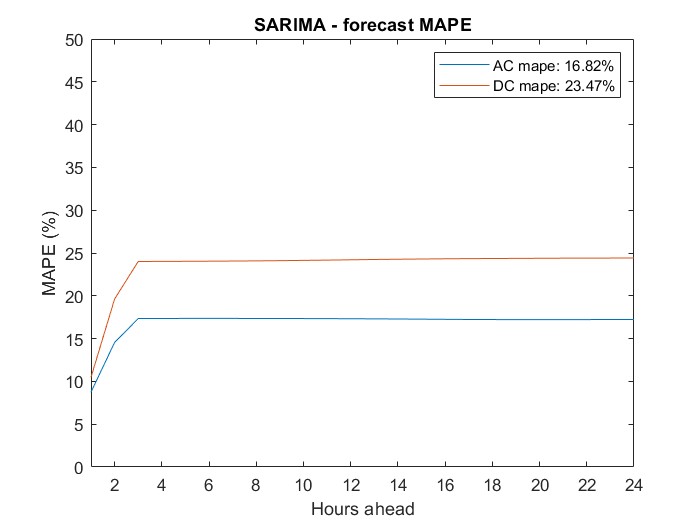 SARIMA - forecast MAPE
AC mape: 16.82%
DC mape: 23.47%
MAPE (%)
50
45
40
35
30
25
20
15
10
5
0
2 4 6 8 10 12 14 16 18 20 22 24
Hours ahead